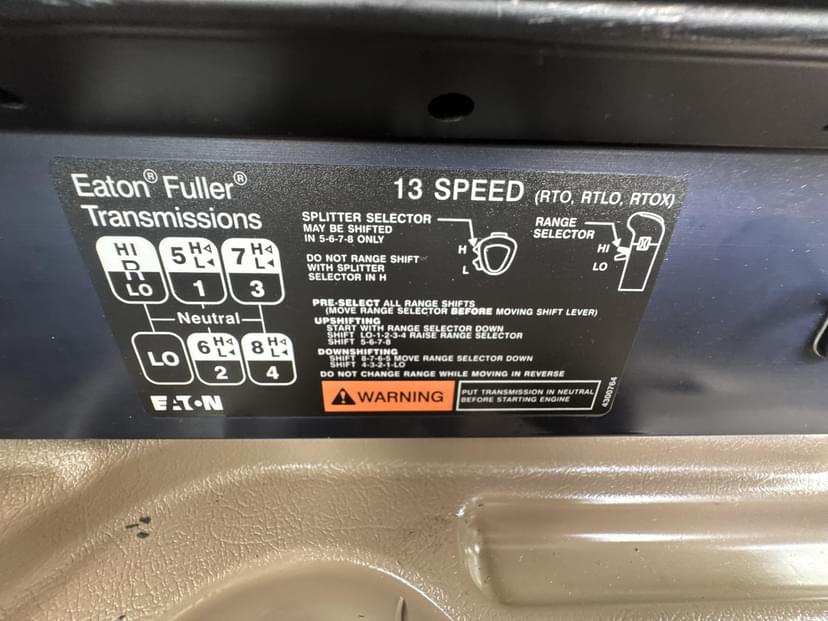 Eaton® Fuller®
Transmissions
13 SPEED (RTO, RTLO, RTOX)
SPLITTER SELECTOR
MAY BE SHIFTED
IN 5-6-7-8 ONLY
H
L
DO NOT RANGE SHIFT
WITH SPLITTER
SELECTOR IN H
RANGE
SELECTOR
HI
LO
HI
R
LO
5 H
L
1
7 H
L
3
Neutral
LO
6 H
L
2
8 H
L
4
PRE-SELECT ALL RANGE SHIFTS
(MOVE RANGE SELECTOR BEFORE MOVING SHIFT LEVER)
UPSHIFTING
START WITH RANGE SELECTOR DOWN
SHIFT LO-1-2-3-4 RAISE RANGE SELECTOR
SHIFT 5-6-7-8
DOWNSHIFTING
SHIFT 8-7-6-5 MOVE RANGE SELECTOR DOWN
SHIFT 4-3-2-1-LO
DO NOT CHANGE RANGE WHILE MOVING IN REVERSE
WARNING
PUT TRANSMISSION IN NEUTRAL
BEFORE STARTING ENGINE
EATON
4300764